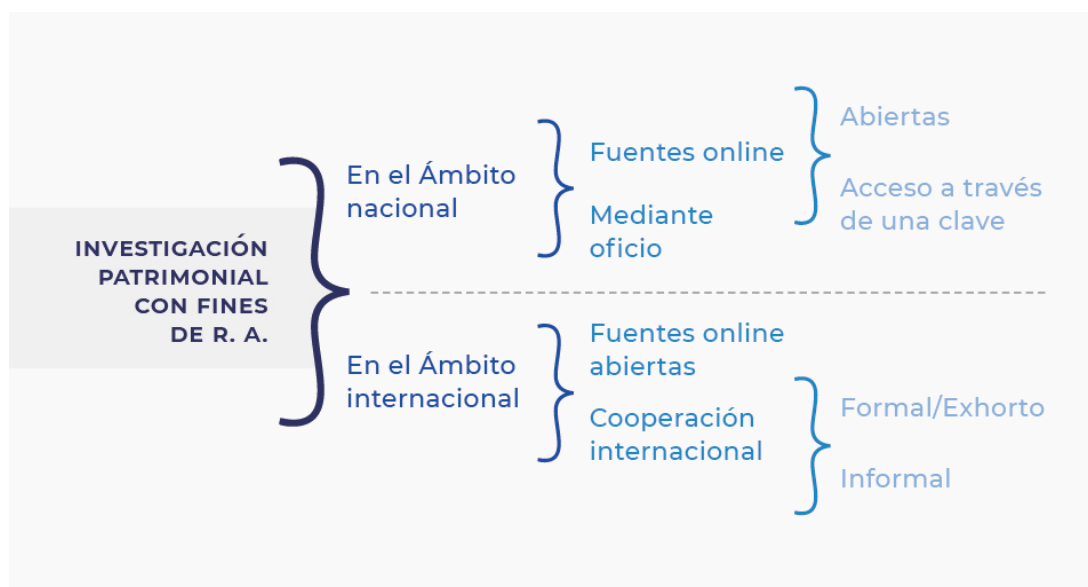 INVESTIGACIÓN
PATRIMONIAL
CON FINES
DE R. A.
En el Ámbito
nacional
Fuentes online
Mediante
oficio
Abiertas
Acceso a través
de una clave
En el Ámbito
internacional
Fuentes online
abiertas
Cooperación
internacional
Formal/Exhorto
Informal